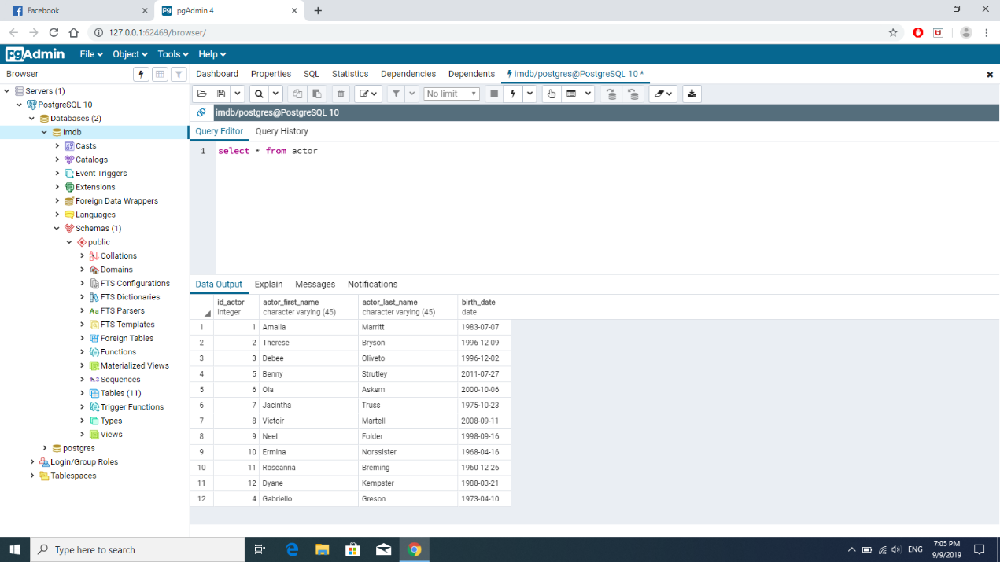 Facebook
pgAdmin 4
127.0.0.1:62469/browser/
pgAdmin File Object Tools Help
Browser
Dashboard Properties SQL Statistics Dependencies Dependents imdb/postgres@PostgreSQL 10 *
Servers (1)
PostgreSQL 10
Databases (2)
imdb
Casts
Catalogs
Event Triggers
Extensions
Foreign Data Wrappers
Languages
Schemas (1)
public
Collations
Domains
FTS Configurations
FTS Dictionaries
FTS Parsers
FTS Templates
Foreign Tables
Functions
Materialized Views
Sequences
Tables (11)
Trigger Functions
Types
Views
postgres
Login/Group Roles
Tablespaces
No limit
imdb/postgres@PostgreSQL 10
Query Editor Query History
1 select * from actor
Data Output Explain Messages Notifications
id_actor actor_first_name actor_last_name birth_date
integer character varying (45) character varying (45) date
1 1 Amalia Marritt 1983-07-07
2 2 Therese Bryson 1996-12-09
3 3 Debee Oliveto 1996-12-02
4 5 Benny Strutley 2011-07-27
5 6 Ola Askem 2000-10-06
6 7 Jacintha Truss 1975-10-23
7 8 Victoir Martell 2008-09-11
8 9 Neel Folder 1998-09-16
9 10 Ermina Norssister 1968-04-16
10 11 Roseanna Breming 1960-12-26
11 12 Dyane Kempster 1988-03-21
12 4 Gabriello Greson 1973-04-10
Type here to search
ENG
7:05 PM
9/9/2019